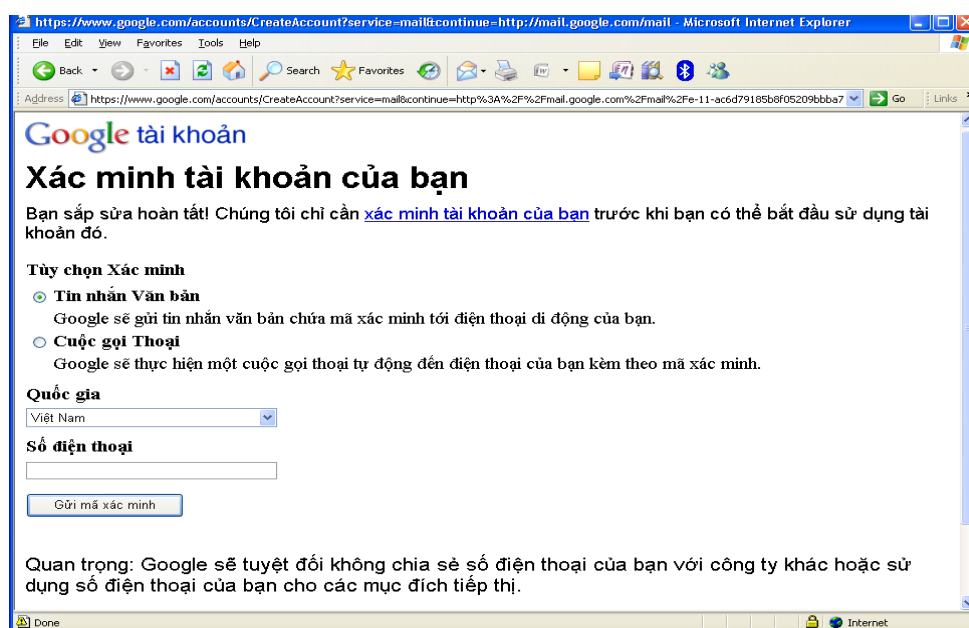 https://www.google.com/accounts/CreateAccount?service=mail&continue=http://mail.google.com/mail - Microsoft Internet Explorer
File Edit View Favorites Tools Help
Back Search Favorites
Address https://www.google.com/accounts/CreateAccount?service=mail&continue=http%3A%2F%2Fmail.google.com%2Fmail%2Fe-11-ac6d79185b8f05209bbba7 Go Links
Google tài khoản
Xác minh tài khoản của bạn
Bạn sắp sửa hoàn tất! Chúng tôi chỉ cần xác minh tài khoản của bạn trước khi bạn có thể bắt đầu sử dụng tài
khoản đó.
Tùy chọn Xác minh
Tin nhắn Văn bản
Google sẽ gửi tin nhắn văn bản chứa mã xác minh tới điện thoại di động của bạn.
Cuộc gọi Thoại
Google sẽ thực hiện một cuộc gọi thoại tự động đến điện thoại của bạn kèm theo mã xác minh.
Quốc gia
Việt Nam
Số điện thoại
Gửi mã xác minh
Quan trọng: Google sẽ tuyệt đối không chia sẻ số điện thoại của bạn với công ty khác hoặc sử
dụng số điện thoại của bạn cho các mục đích tiếp thị.
Done Internet